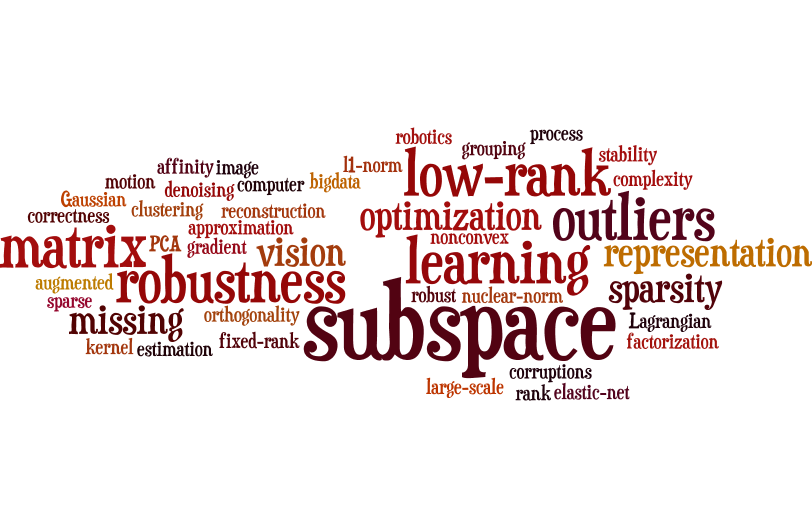 robotics
process
grouping
affinity
image
l1-norm
low-rank
stability
motion
denoising
computer
bigdata
complexity
Gaussian
clustering
reconstruction
correctness
approximation
optimization
outliers
matrix
PCA
gradient
vision
nonconvex
learning
representation
augmented
robustness
sparse
robust
nuclear-norm
sparsity
missing
orthogonality
subspace
Lagrangian
kernel
estimation
fixed-rank
factorization
corruptions
large-scale
rank
elastic-net